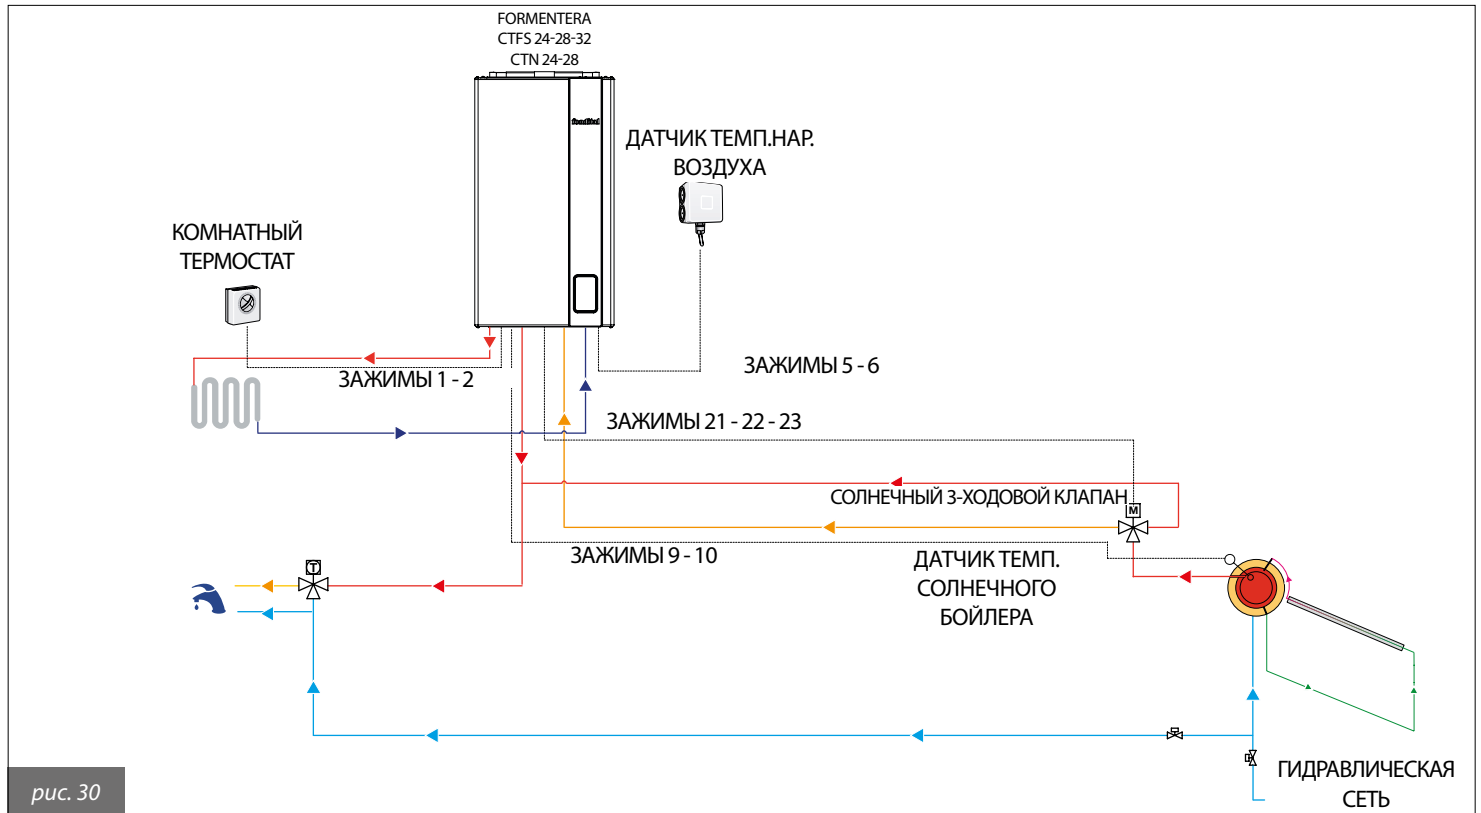 FORMENTERA
CTFS 24-28-32
CTN 24-28
fondital
ДАТЧИК ТЕМП.НАР.
ВОЗДУХА
КОМНАТНЫЙ
ТЕРМОСТАТ
ЗАЖИМЫ 1 - 2
ЗАЖИМЫ 5 - 6
ЗАЖИМЫ 21 - 22 - 23
СОЛНЕЧНЫЙ 3-ХОДОВОЙ КЛАПАН
M
ЗАЖИМЫ 9 - 10
ДАТЧИК ТЕМП.
СОЛНЕЧНОГО
БОЙЛЕРА
T
ГИДРАВЛИЧЕСКАЯ
СЕТЬ
рис. 30